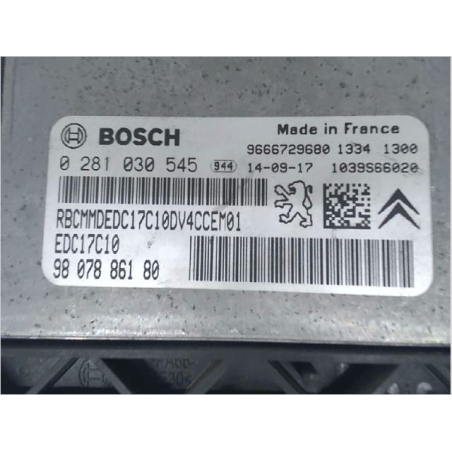 BOSCH
Made in France
9666729680 1334 1300
0 281 030 545 944 14-09-17 1039S66020
RBCMMDEDC17C10DV4CCEM01
EDC17C10
98 078 861 80